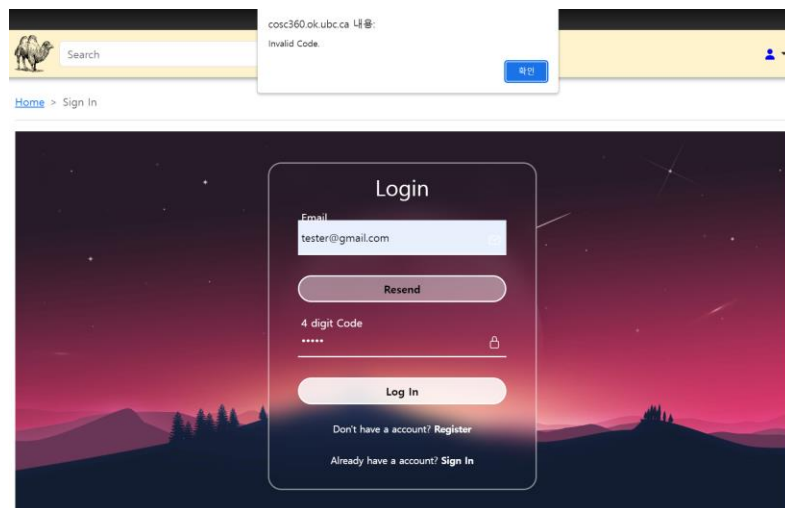 cosc360.ok.ubc.ca 내용:
Invalid Code.
확인
Search
Home > Sign In
Login
Email
tester@gmail.com
Resend
4 digit Code
•••••
Log In
Don't have a account? Register
Already have a account? Sign In